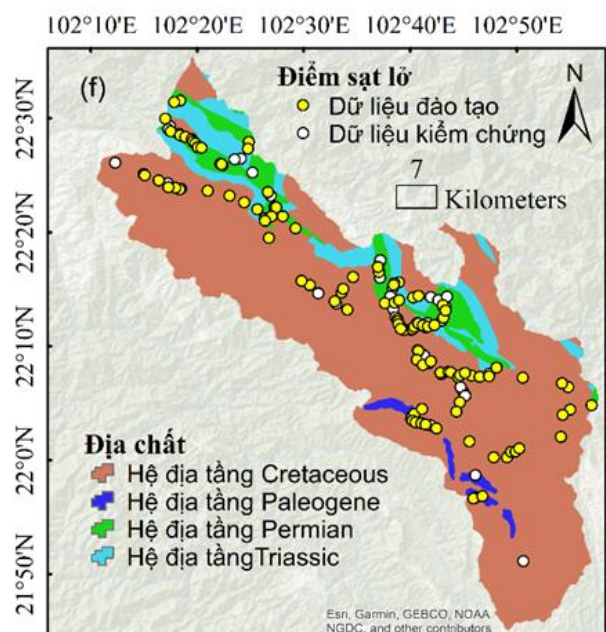 102°10'E 102°20'E 102°40'E 102°50'E
(f)
Điểm sạt lở
N
Dữ liệu đào tạo
Dữ liệu kiểm chứng
7
Kilometers
22°30'N
22°20'N
22°10'N
22°0'N
21°50'N
Địa chất
Hệ địa tầng Cretaceous
Hệ địa tầng Paleogene
Hệ địa tầng Permian
Hệ địa tầngTriassic
Esri, Garmin, GEBCO, NOAA
NGDC, and other contributors